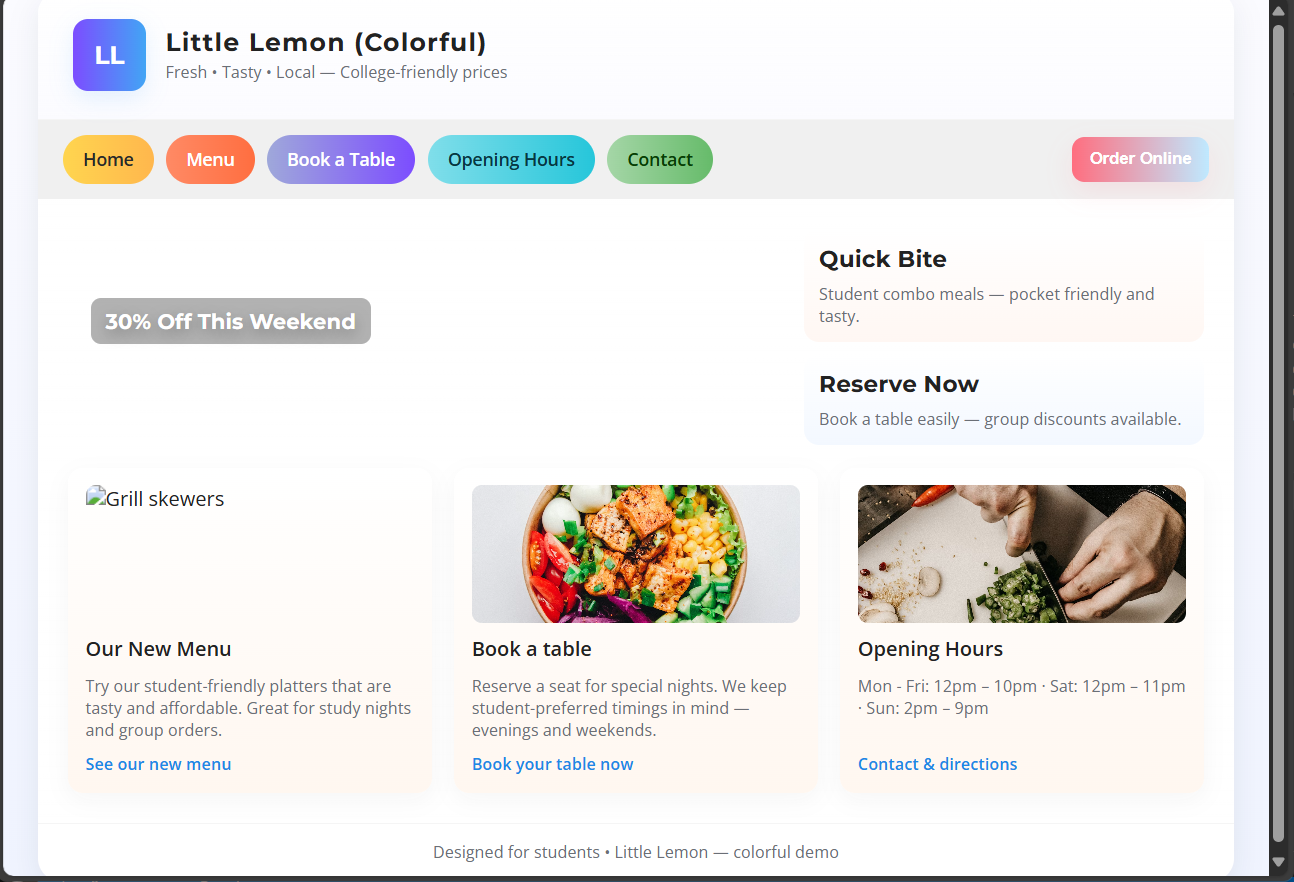 LL
Little Lemon (Colorful)
Fresh • Tasty • Local — College-friendly prices
Home
Menu
Book a Table
Opening Hours
Contact
Order Online
30% Off This Weekend
Quick Bite
Student combo meals — pocket friendly and
tasty.
Reserve Now
Book a table easily — group discounts available.
Grill skewers
Our New Menu
Try our student-friendly platters that are
tasty and affordable. Great for study nights
and group orders.
See our new menu
Book a table
Reserve a seat for special nights. We keep
student-preferred timings in mind —
evenings and weekends.
Book your table now
Opening Hours
Mon - Fri: 12pm – 10pm · Sat: 12pm – 11pm
· Sun: 2pm – 9pm
Contact & directions
Designed for students • Little Lemon — colorful demo